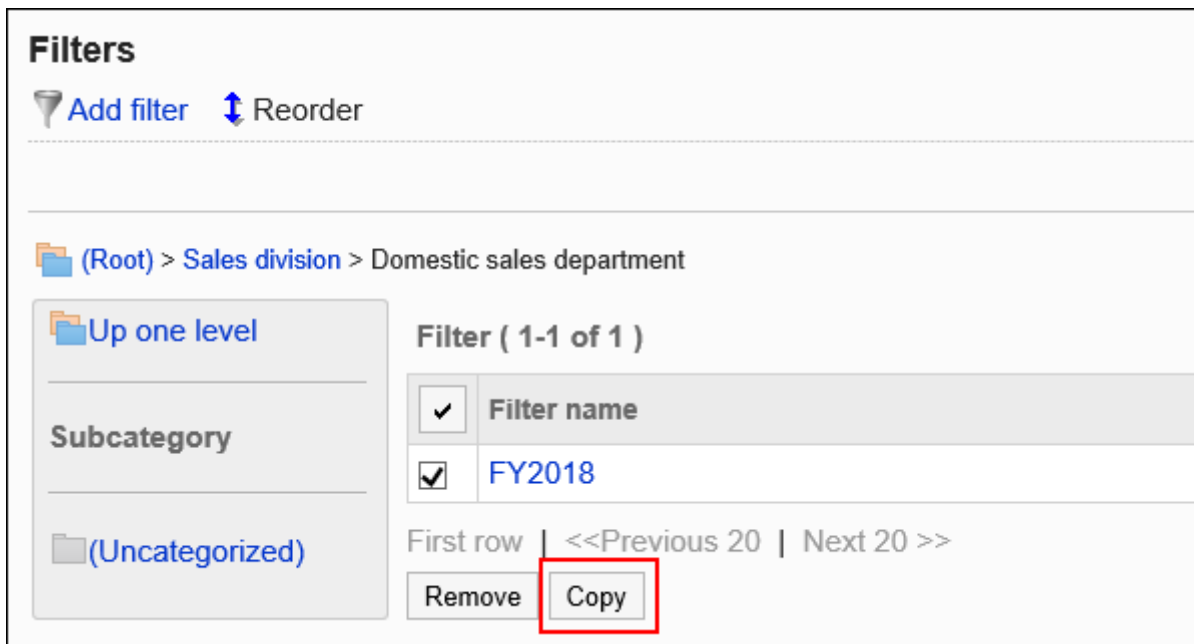 Filters
Add filter Reorder
(Root) > Sales division > Domestic sales department
Up one level
Subcategory
(Uncategorized)
Filter ( 1-1 of 1 )
Filter name
FY2018
First row | <<Previous 20 | Next 20 >>
Remove Copy